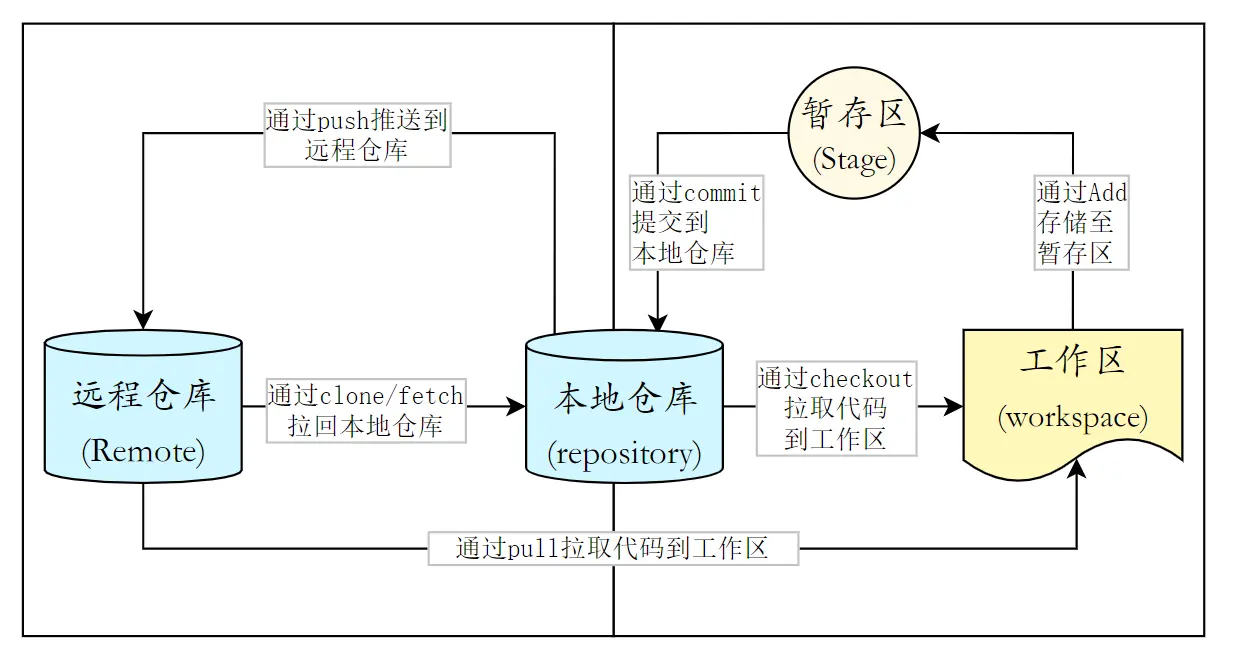 通过push推送到
远程仓库
暂存区
(Stage)
通过commit
提交到
本地仓库
通过Add
存储至
暂存区
远程仓库
(Remote)
通过clone/fetch
拉回本地仓库
本地仓库
(repository)
通过checkout
拉取代码
到工作区
工作区
(workspace)
通过pull拉取代码到工作区